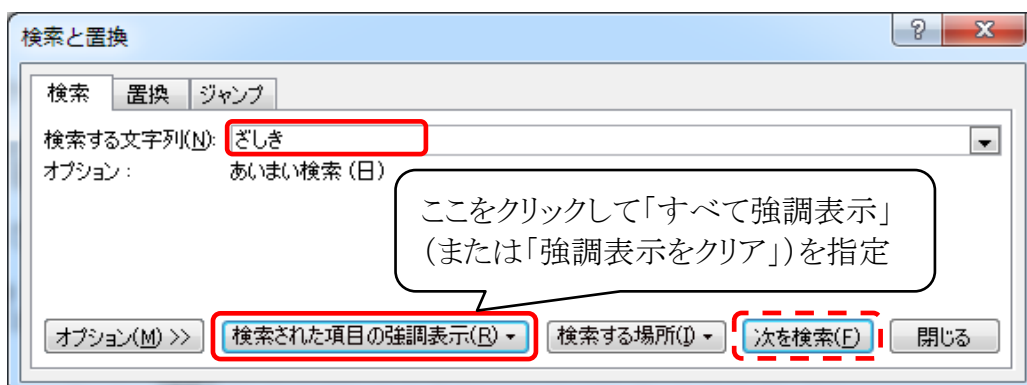 検索と置換
検索 置換 ジャンプ
検索する文字列(N): ざしき
オプション： あいまい検索 (日)
ここをクリックして「すべて強調表示」
(または「強調表示をクリア」)を指定
オプション(M) >> 検索された項目の強調表示(R) 検索する場所(I) 次を検索(F) 閉じる